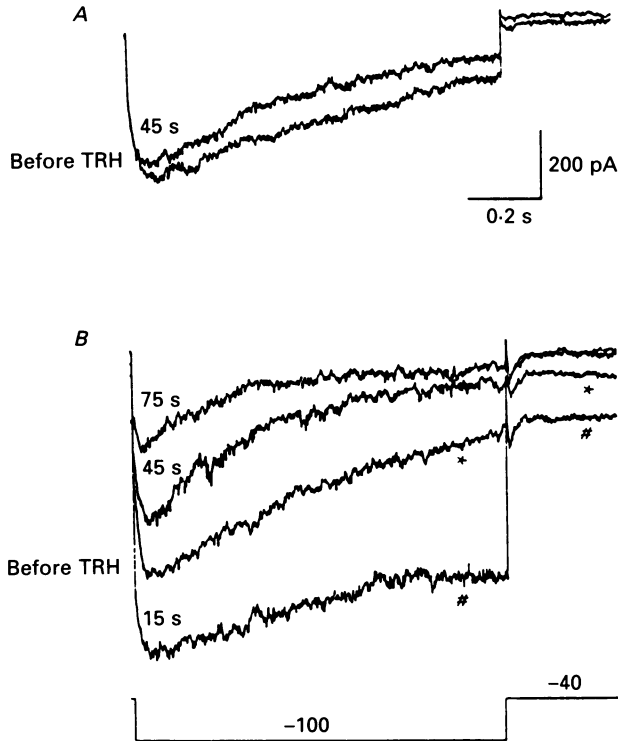 A
45 s
Before TRH
200 pA
0·2 s
B
75 s
45 s
*
#
*
Before TRH
15 s
#
−40
−100